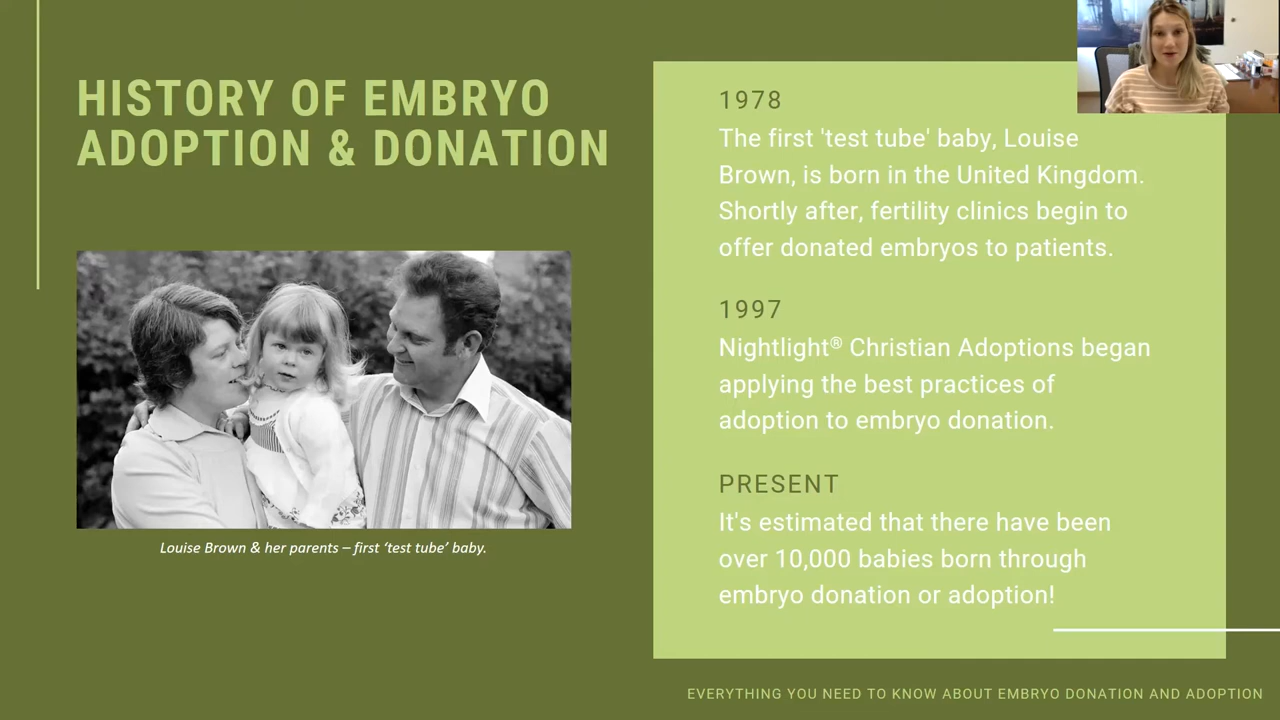 HISTORY OF EMBRYO
ADOPTION & DONATION
Louise Brown & her parents – first ‘test tube’ baby.
1978
The first 'test tube' baby, Louise
Brown, is born in the United Kingdom.
Shortly after, fertility clinics begin to
offer donated embryos to patients.
1997
Nightlight® Christian Adoptions began
applying the best practices of
adoption to embryo donation.
PRESENT
It's estimated that there have been
over 10,000 babies born through
embryo donation or adoption!
EVERYTHING YOU NEED TO KNOW ABOUT EMBRYO DONATION AND ADOPTION